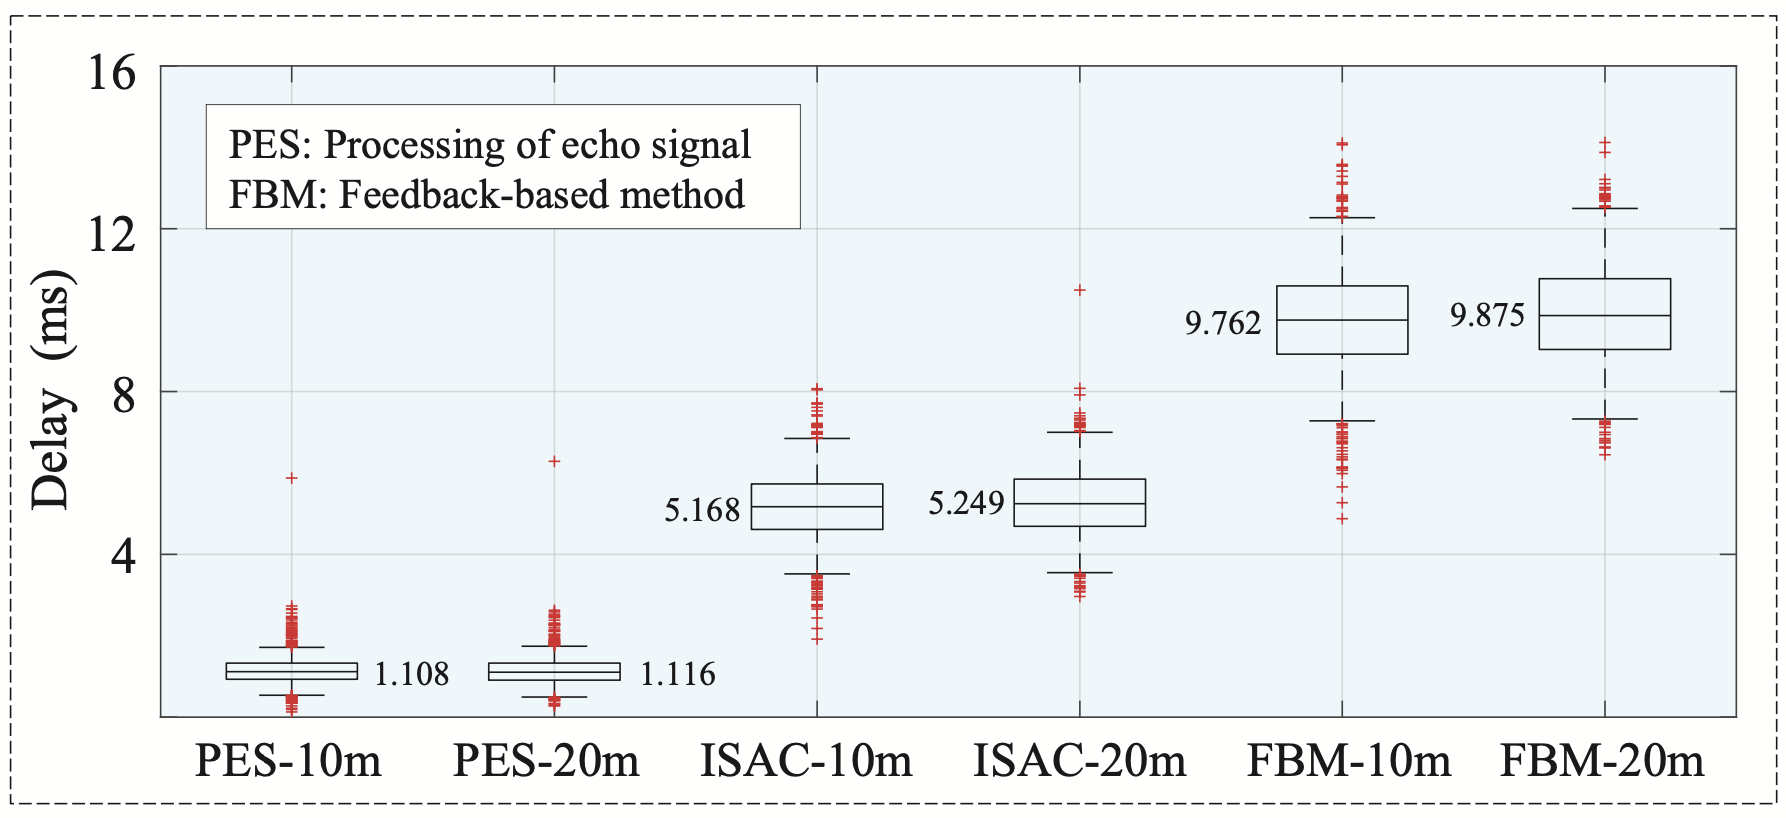 16
PES: Processing of echo signal
FBM: Feedback-based method
12
8
4
Delay (ms)
1.108
1.116
5.168
5.249
9.762
9.875
PES-10m
PES-20m
ISAC-10m
ISAC-20m
FBM-10m
FBM-20m